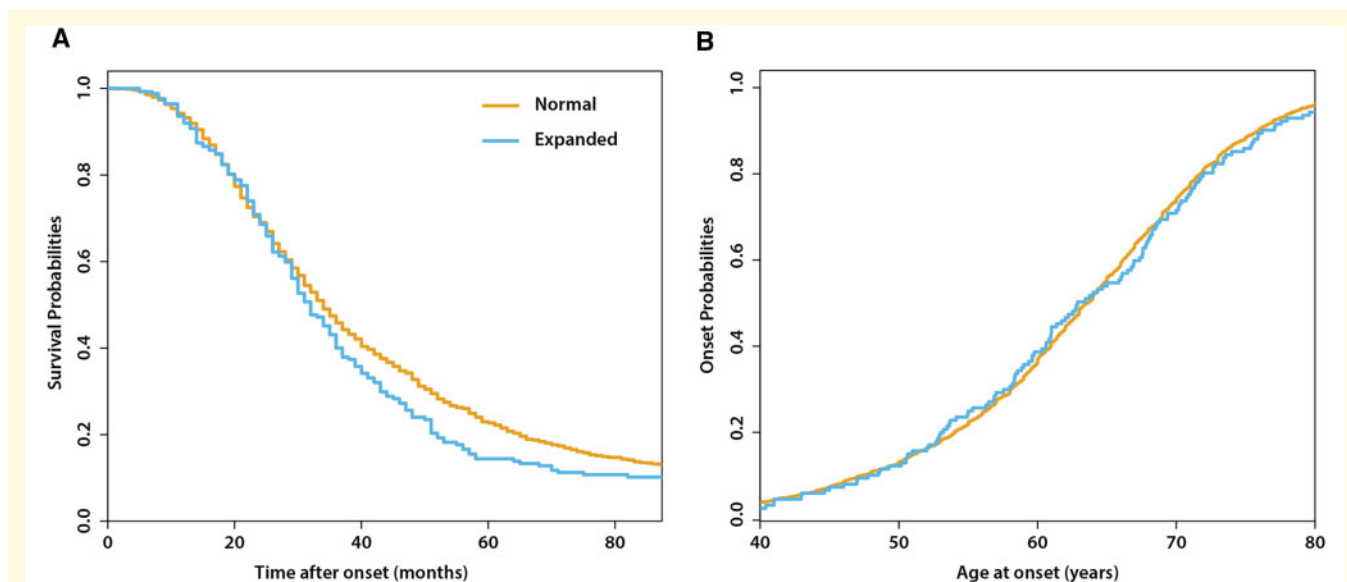 A
1.0
0.8
0.6
0.4
0.2
0.0
Survival Probabilities
Normal
Expanded
0 20 40 60 80
Time after onset (months)
B
1.0
0.8
0.6
0.4
0.2
0.0
Onset Probabilities
40 50 60 70 80
Age at onset (years)